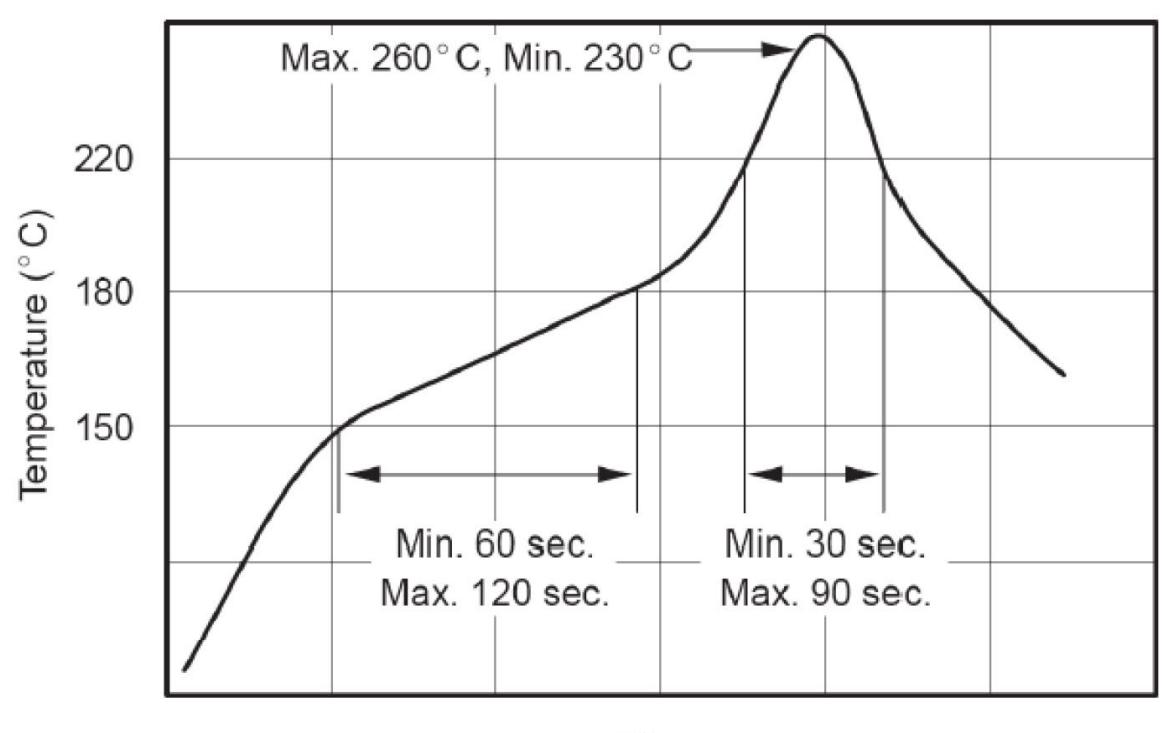 Max. 260°C, Min. 230°C
220
180
150
Temperature (°C)
Min. 60 sec.
Max. 120 sec.
Min. 30 sec.
Max. 90 sec.